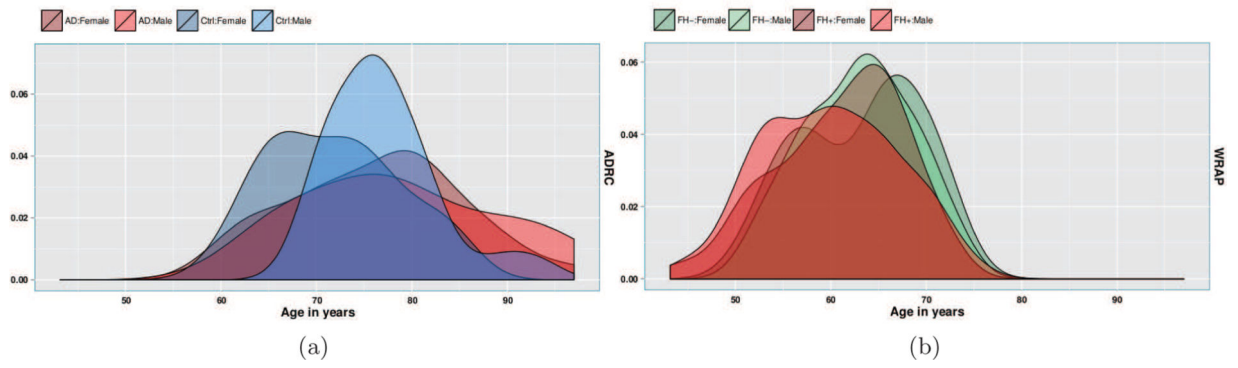 AD:Female AD:Male Ctrl:Female Ctrl:Male
0.06
0.04
0.02
0.00
50 60 70 80 90
Age in years
ADRC
(a)
FH−:Female FH−:Male FH+:Female FH+:Male
0.06
0.04
0.02
0.00
50 60 70 80 90
Age in years
WRAP
(b)